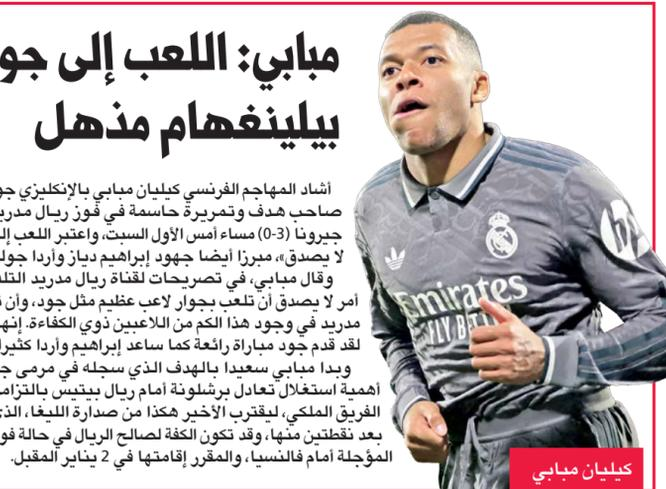 مبابي: اللعب إلى جو
بيلينغهام مذهل
أشاد المهاجم الفرنسي كيليان مبابي بالإنكليزي جو
صاحب هدف وتمريرة حاسمة في فوز ريال مدريد
جيرونا (3-0) مساء أمس الأول السبت، واعتبر اللعب إل
لا يصدق»، مبرزا أيضا جهود إبراهيم دياز وأردا جول
وقال مبابي، في تصريحات لقناة ريال مدريد التلف
أمر لا يصدق أن تلعب بجوار لاعب عظيم مثل جود، وأن
مدريد في وجود هذا الكم من اللاعبين ذوي الكفاءة. إنه
لقد قدم جود مباراة رائعة كما ساعد إبراهيم وأردا كثيرا
وبدا مبابي سعيدا بالهدف الذي سجله في مرمى ج
أهمية استغلال تعادل برشلونة أمام ريال بيتيس بالتزام
الفريق الملكي، ليقترب الأخير هكذا من صدارة الليغا، الذ
بعد نقطتين منها، وقد تكون الكفة لصالح الريال في حالة فو
المؤجلة أمام فالنسيا، والمقرر إقامتها في 2 يناير المقبل.
Emirates
FLY BE
كيليان مبابي